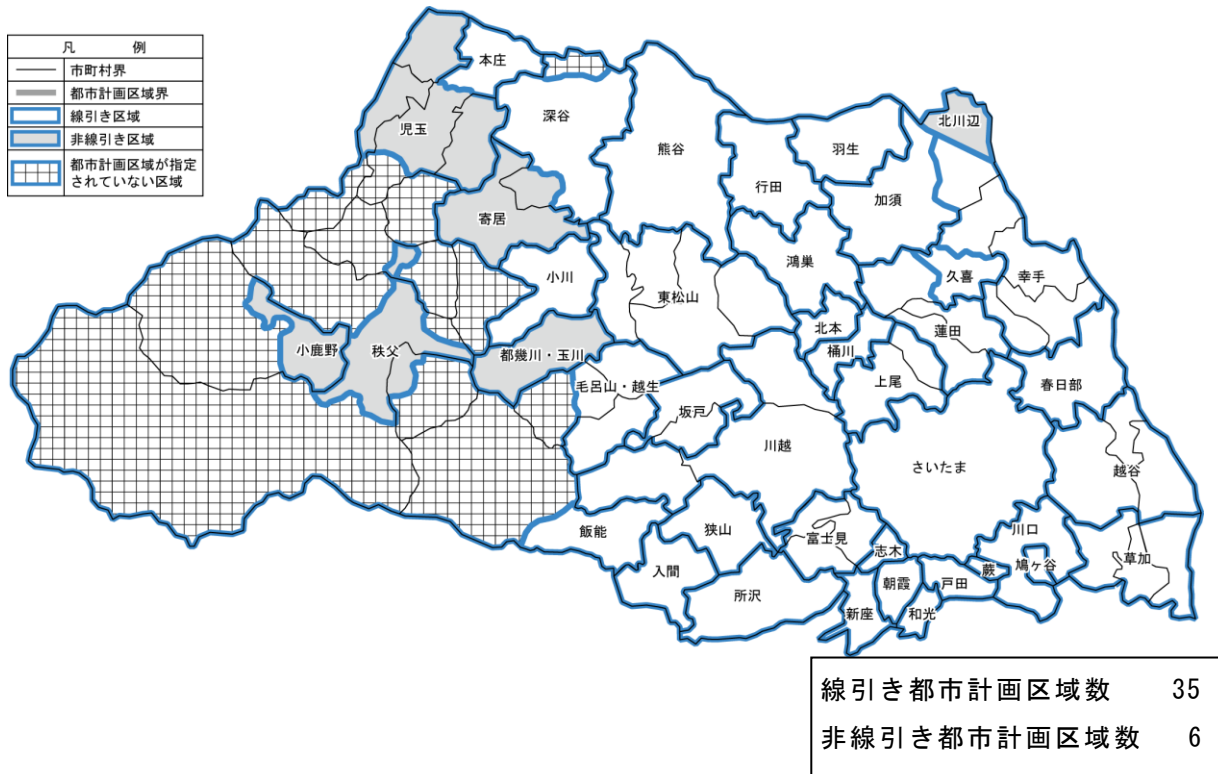 凡 例
市町村界
都市計画区域界
線引き区域
非線引き区域
都市計画区域が指定
されていない区域
本庄
深谷
児玉
熊谷
北川辺
羽生
行田
加須
寄居
鴻巣
小川
東松山
久喜
幸手
北本
蓮田
桶川
小鹿野
秩父
都幾川・玉川
上尾
毛呂山・越生
春日部
坂戸
川越
さいたま
越谷
飯能
狭山
富士見
志木
川口
草加
入間
所沢
朝霞
戸田
蕨
鳩ヶ谷
新座
和光
線引き都市計画区域数 35
非線引き都市計画区域数 6